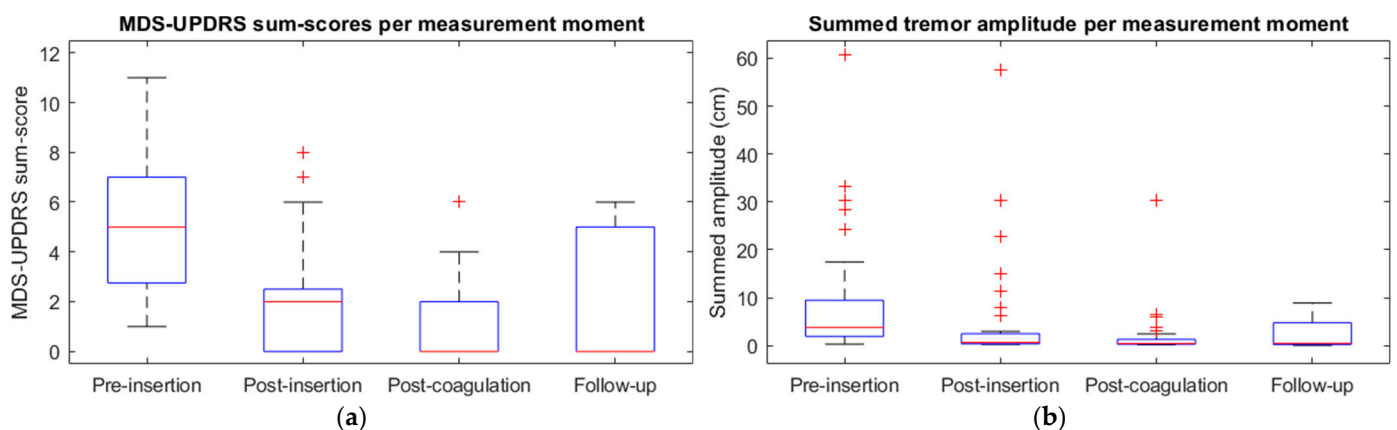 MDS-UPDRS sum-scores per measurement moment
12
10
8
6
4
2
0
MDS-UPDRS sum-score
Pre-insertion Post-insertion Post-coagulation Follow-up
(a)
Summed tremor amplitude per measurement moment
60
50
40
30
20
10
0
Summed amplitude (cm)
Pre-insertion Post-insertion Post-coagulation Follow-up
(b)